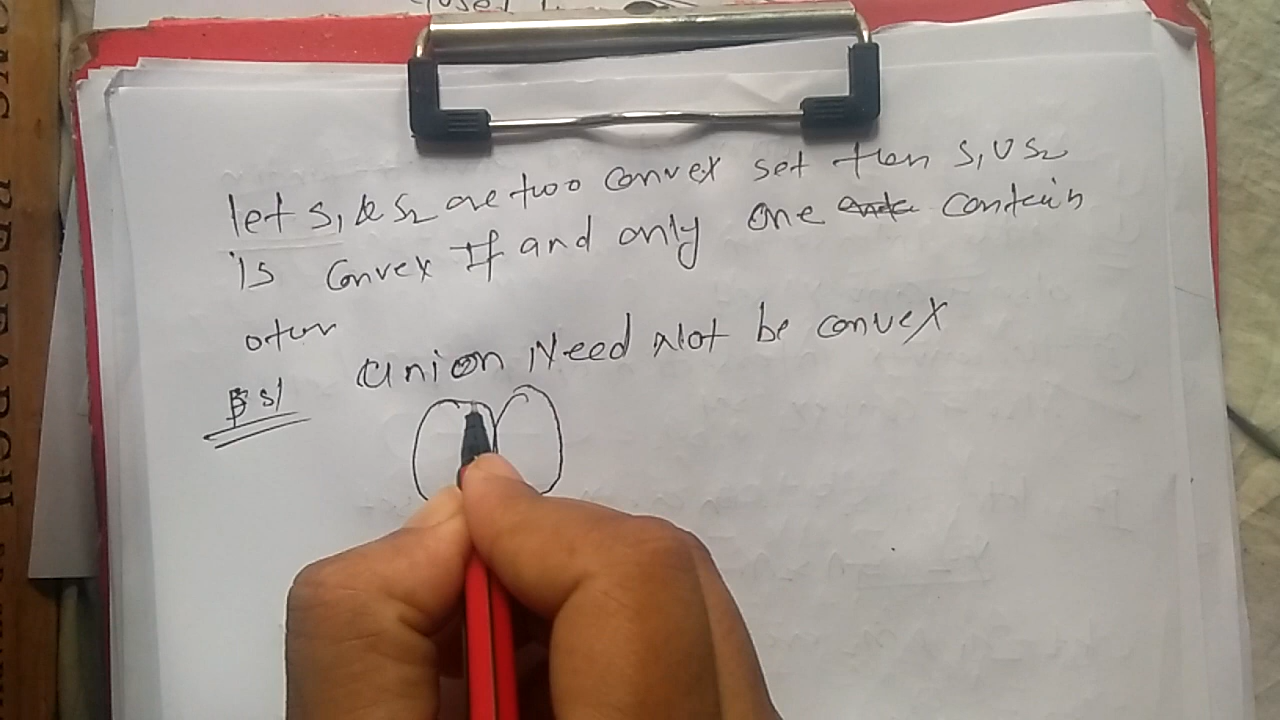 let S₁ & S₂ are two convex set then S₁ ∪ S₂
is convex If and only one contain
other
union Need Not be convex